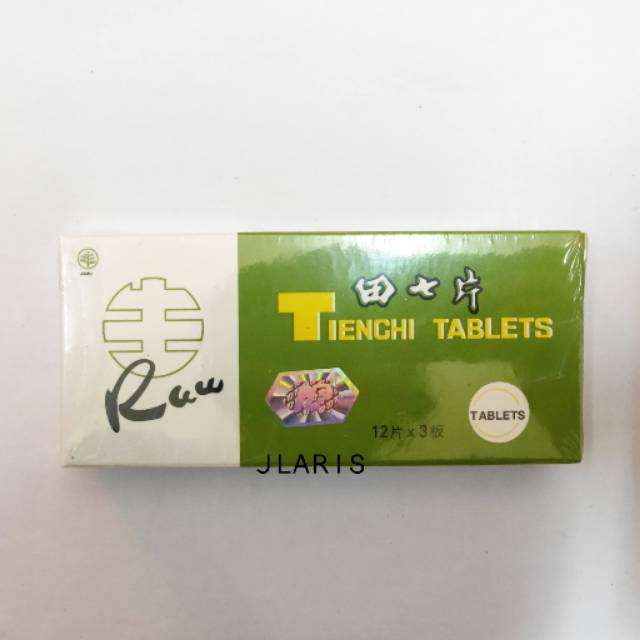 田七片
TIENCHI TABLETS
Raw
12片 x 3板
TABLETS
JLARIS